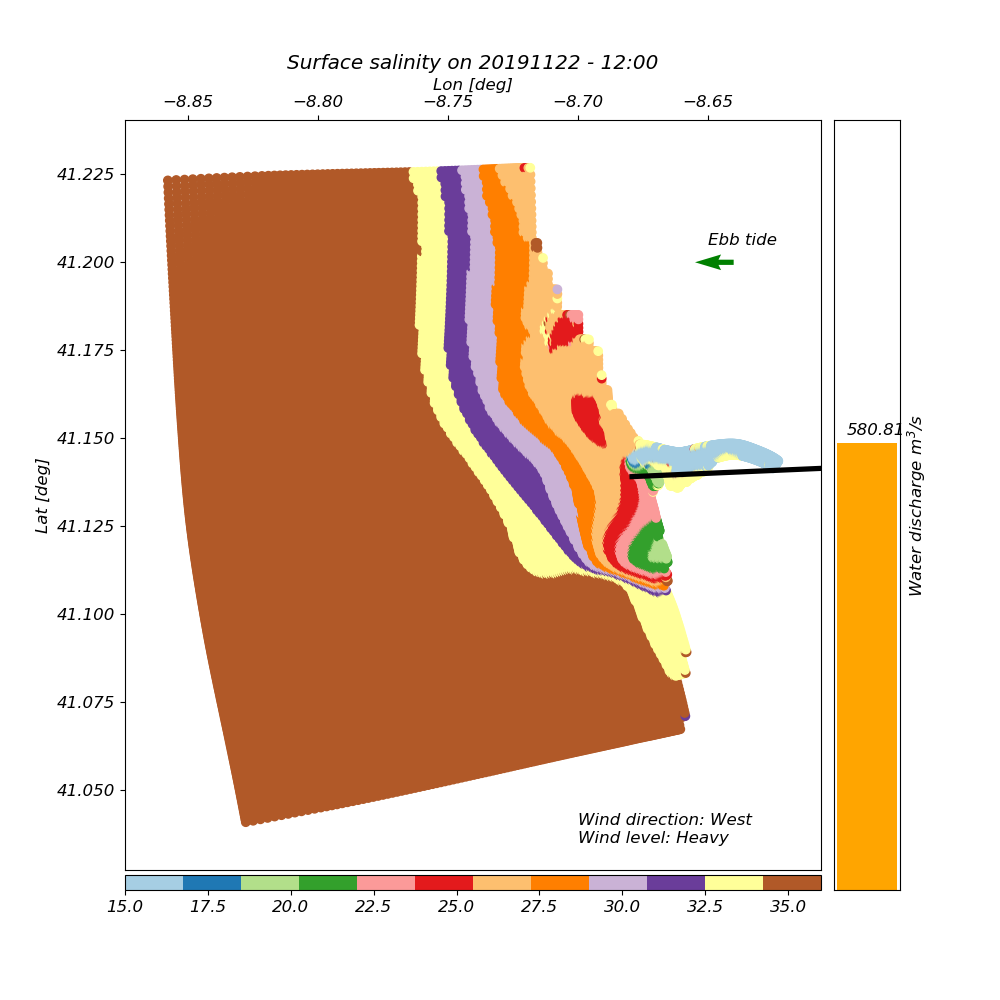 Surface salinity on 20191122 - 12:00
Lon [deg]
−8.85 −8.80 −8.75 −8.70 −8.65
41.225
41.200
41.175
41.150
41.125
41.100
41.075
41.050
Lat [deg]
Ebb tide
Wind direction: West
Wind level: Heavy
15.0 17.5 20.0 22.5 25.0 27.5 30.0 32.5 35.0
580.81
Water discharge m³/s